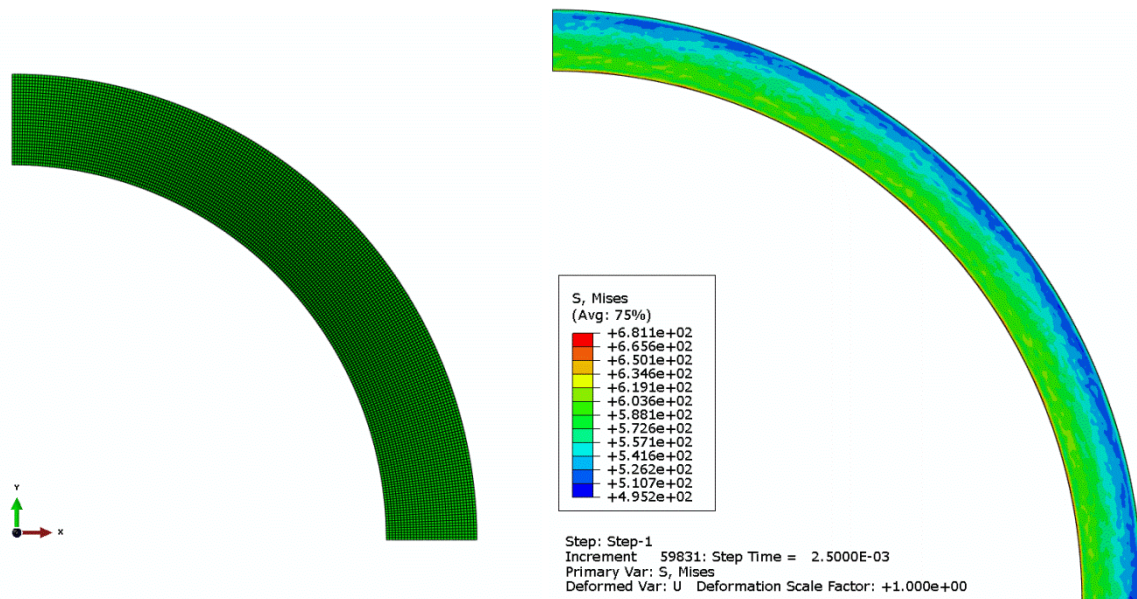 Y
X
S, Mises
(Avg: 75%)
+6.811e+02
+6.656e+02
+6.501e+02
+6.346e+02
+6.191e+02
+6.036e+02
+5.881e+02
+5.726e+02
+5.571e+02
+5.416e+02
+5.262e+02
+5.107e+02
+4.952e+02
Step: Step-1
Increment 59831: Step Time = 2.5000E-03
Primary Var: S, Mises
Deformed Var: U Deformation Scale Factor: +1.000e+00